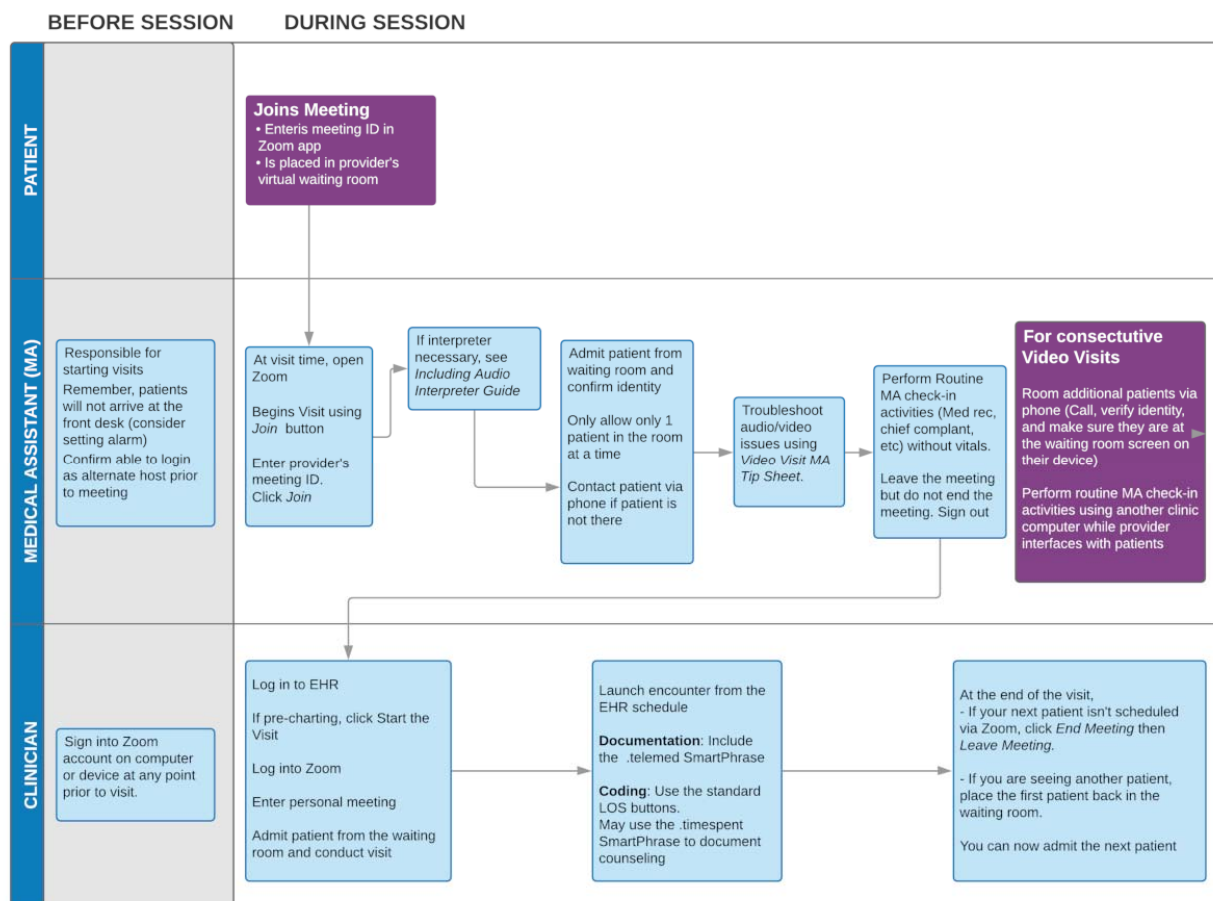 BEFORE SESSION
DURING SESSION
PATIENT
Joins Meeting
• Enteris meeting ID in
Zoom app
• Is placed in provider's
virtual waiting room
MEDICAL ASSISTANT (MA)
Responsible for
starting visits
Remember, patients
will not arrive at the
front desk (consider
setting alarm)
Confirm able to login
as alternate host prior
to meeting
At visit time, open
Zoom
Begins Visit using
Join button
Enter provider's
meeting ID.
Click Join
If interpreter
necessary, see
Including Audio
Interpreter Guide
Admit patient from
waiting room and
confirm identity
Only allow only 1
patient in the room
at a time
Contact patient via
phone if patient is
not there
Troubleshoot
audio/video
issues using
Video Visit MA
Tip Sheet.
Perform Routine
MA check-in
activities (Med rec,
chief complant,
etc) without vitals.
Leave the meeting
but do not end the
meeting. Sign out
For consectutive
Video Visits
Room additional patients via
phone (Call, verify identity,
and make sure they are at
the waiting room screen on
their device)
Perform routine MA check-in
activities using another clinic
computer while provider
interfaces with patients
CLINICIAN
Sign into Zoom
account on computer
or device at any point
prior to visit.
Log in to EHR
If pre-charting, click Start the
Visit
Log into Zoom
Enter personal meeting
Admit patient from the waiting
room and conduct visit
Launch encounter from the
EHR schedule
Documentation: Include
the .telemed SmartPhrase
Coding: Use the standard
LOS buttons.
May use the .timespent
SmartPhrase to document
counseling
At the end of the visit,
- If your next patient isn't scheduled
via Zoom, click End Meeting then
Leave Meeting.
- If you are seeing another patient,
place the first patient back in the
waiting room.
You can now admit the next patient